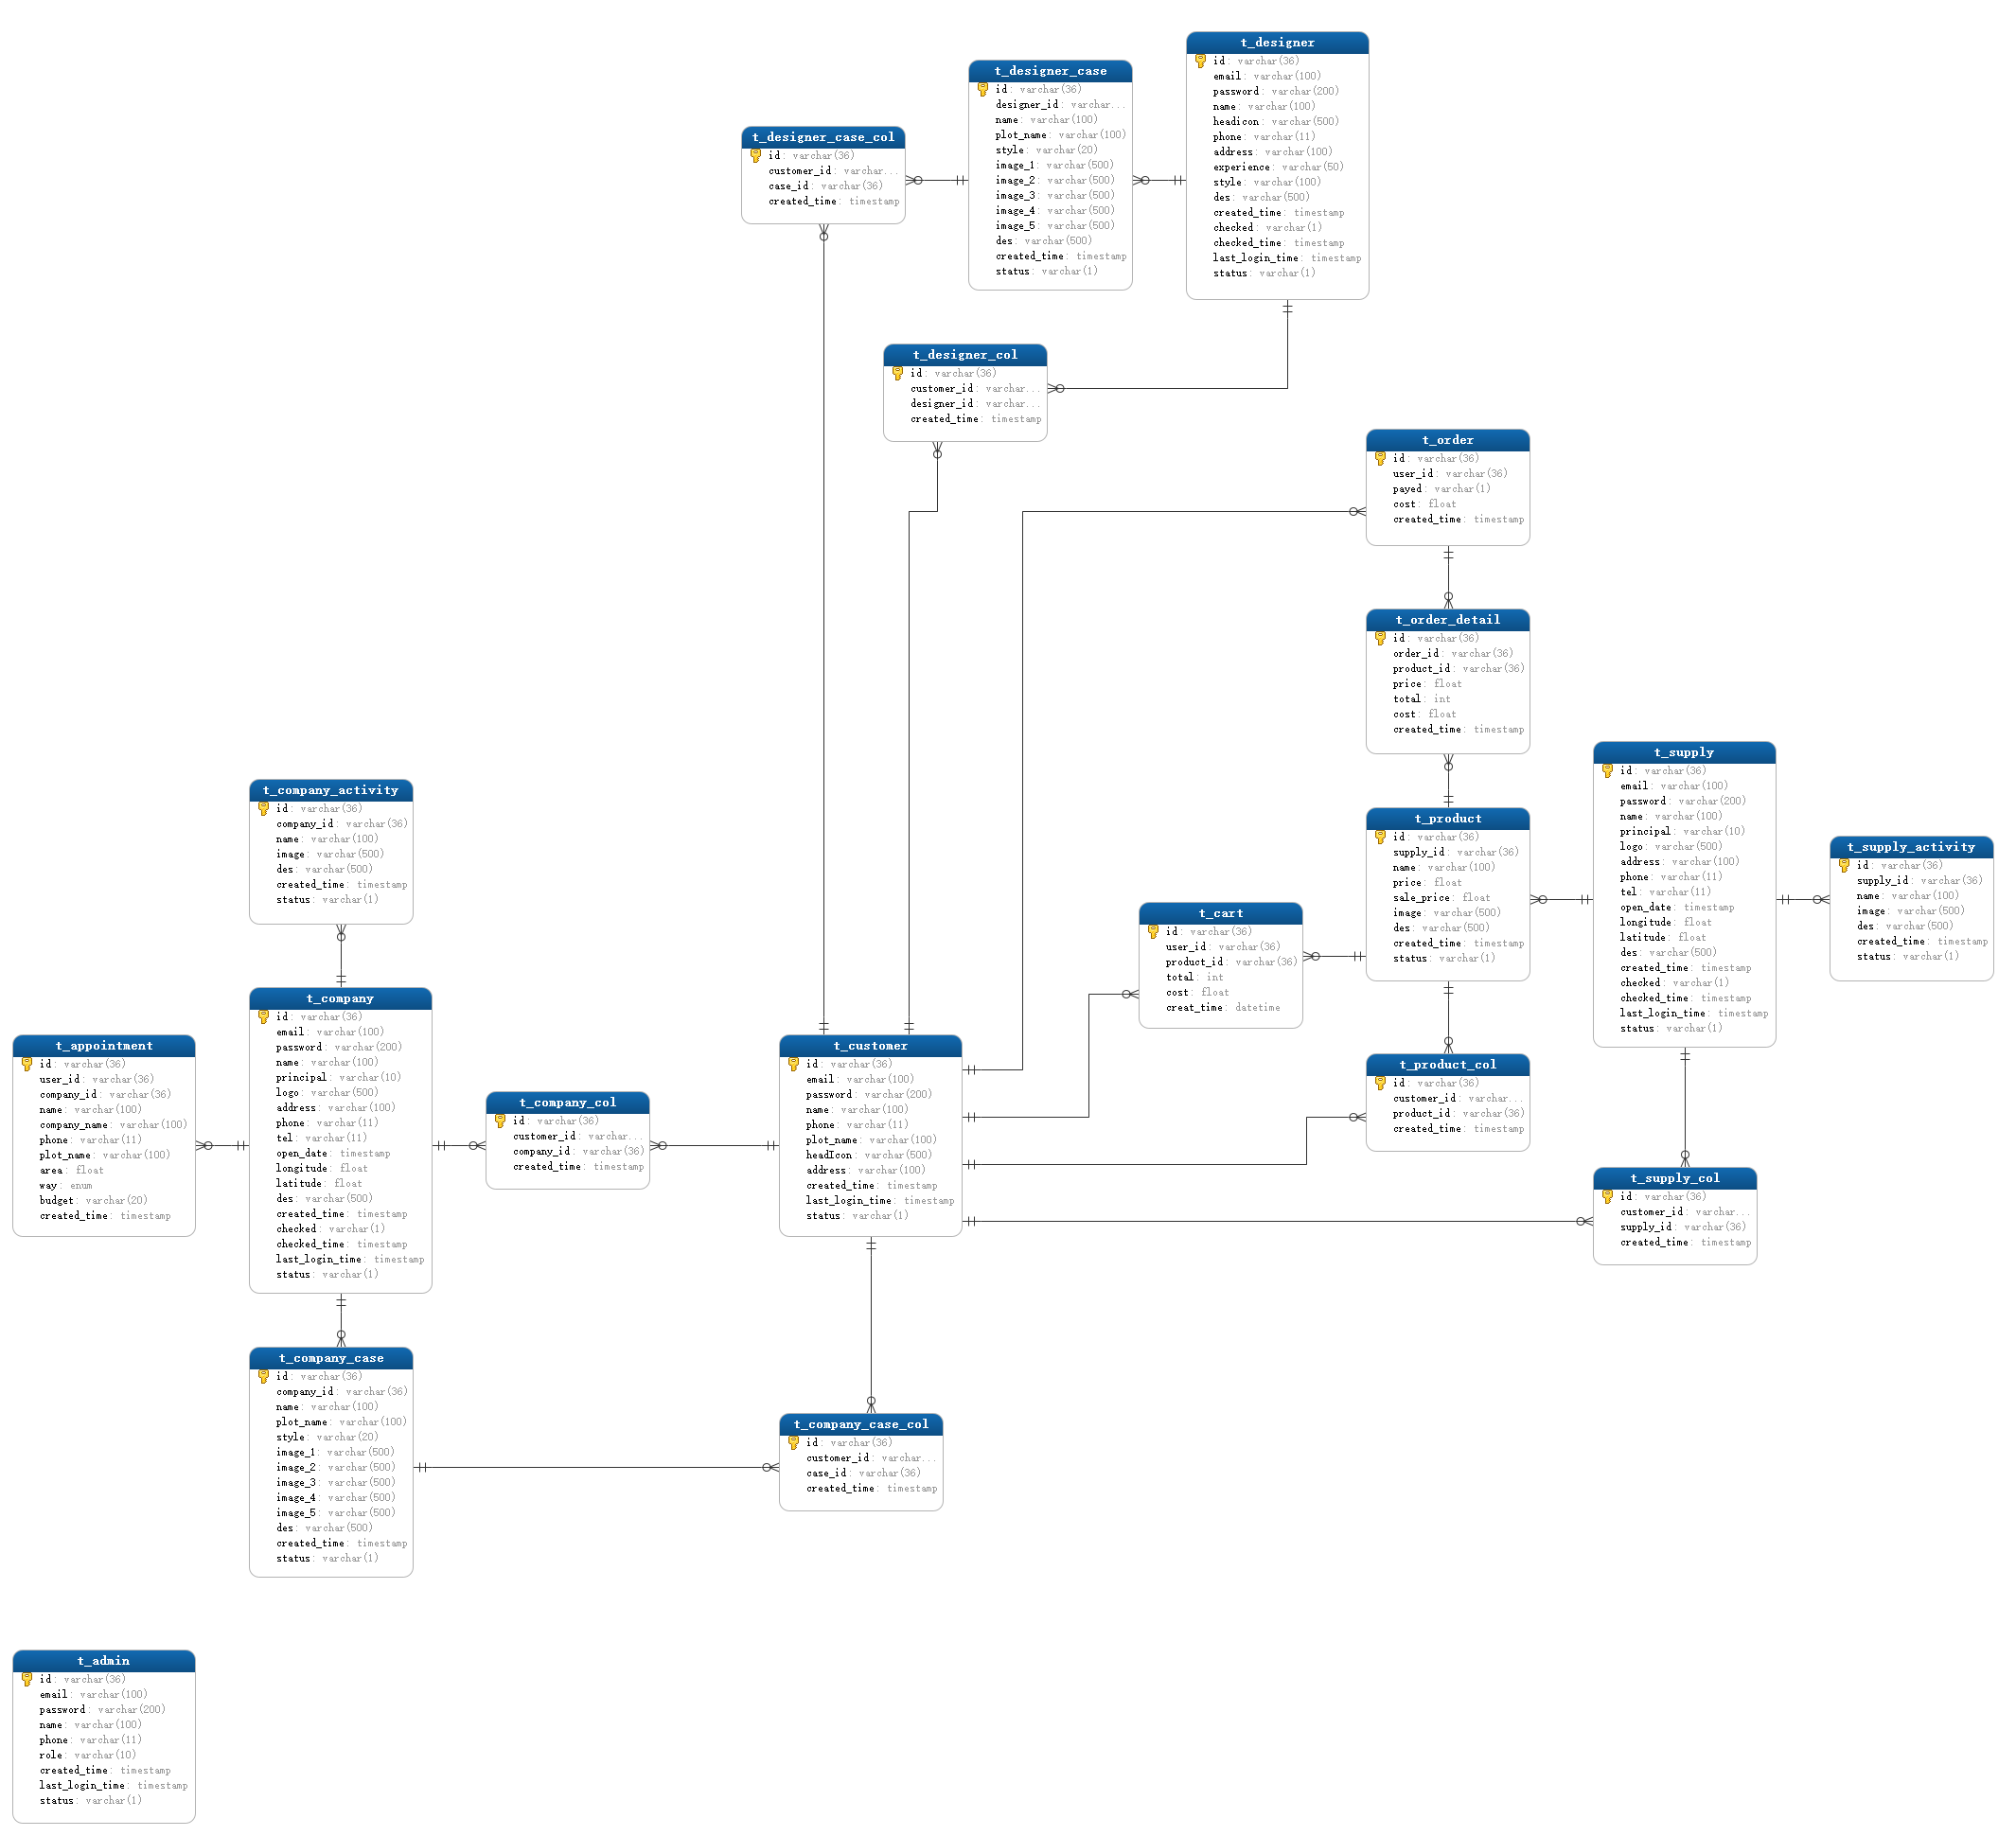 t_designer
id: varchar(36)
email: varchar(100)
password: varchar(200)
name: varchar(100)
headicon: varchar(500)
phone: varchar(11)
address: varchar(100)
experience: varchar(50)
style: varchar(100)
des: varchar(500)
created_time: timestamp
checked: varchar(1)
checked_time: timestamp
last_login_time: timestamp
status: varchar(1)
t_designer_case
id: varchar(36)
designer_id: varchar...
name: varchar(100)
plot_name: varchar(100)
style: varchar(20)
image_1: varchar(500)
image_2: varchar(500)
image_3: varchar(500)
image_4: varchar(500)
image_5: varchar(500)
des: varchar(500)
created_time: timestamp
status: varchar(1)
t_designer_case_col
id: varchar(36)
customer_id: varchar...
case_id: varchar(36)
created_time: timestamp
t_designer_col
id: varchar(36)
customer_id: varchar...
designer_id: varchar...
created_time: timestamp
t_order
id: varchar(36)
user_id: varchar(36)
payed: varchar(1)
cost: float
created_time: timestamp
t_order_detail
id: varchar(36)
order_id: varchar(36)
product_id: varchar(36)
price: float
total: int
cost: float
created_time: timestamp
t_supply
id: varchar(36)
email: varchar(100)
password: varchar(200)
name: varchar(100)
principal: varchar(10)
logo: varchar(500)
address: varchar(100)
phone: varchar(11)
tel: varchar(11)
open_date: timestamp
longitude: float
latitude: float
des: varchar(500)
created_time: timestamp
checked: varchar(1)
checked_time: timestamp
last_login_time: timestamp
status: varchar(1)
t_company_activity
id: varchar(36)
company_id: varchar(36)
name: varchar(100)
image: varchar(500)
des: varchar(500)
created_time: timestamp
status: varchar(1)
t_product
id: varchar(36)
supply_id: varchar(36)
name: varchar(100)
price: float
sale_price: float
image: varchar(500)
des: varchar(500)
created_time: timestamp
status: varchar(1)
t_supply_activity
id: varchar(36)
supply_id: varchar(36)
name: varchar(100)
image: varchar(500)
des: varchar(500)
created_time: timestamp
status: varchar(1)
t_cart
id: varchar(36)
user_id: varchar(36)
product_id: varchar(36)
total: int
cost: float
creat_time: datetime
t_company
id: varchar(36)
email: varchar(100)
password: varchar(200)
name: varchar(100)
principal: varchar(10)
logo: varchar(500)
address: varchar(100)
phone: varchar(11)
tel: varchar(11)
open_date: timestamp
longitude: float
latitude: float
des: varchar(500)
created_time: timestamp
checked: varchar(1)
checked_time: timestamp
last_login_time: timestamp
status: varchar(1)
t_appointment
id: varchar(36)
user_id: varchar(36)
company_id: varchar(36)
name: varchar(100)
company_name: varchar(100)
phone: varchar(11)
plot_name: varchar(100)
area: float
way: enum
budget: varchar(20)
created_time: timestamp
t_company_col
id: varchar(36)
customer_id: varchar...
company_id: varchar(36)
created_time: timestamp
t_customer
id: varchar(36)
email: varchar(100)
password: varchar(200)
name: varchar(100)
phone: varchar(11)
plot_name: varchar(100)
headIcon: varchar(500)
address: varchar(100)
created_time: timestamp
last_login_time: timestamp
status: varchar(1)
t_product_col
id: varchar(36)
customer_id: varchar...
product_id: varchar(36)
created_time: timestamp
t_supply_col
id: varchar(36)
customer_id: varchar...
supply_id: varchar(36)
created_time: timestamp
t_company_case
id: varchar(36)
company_id: varchar(36)
name: varchar(100)
plot_name: varchar(100)
style: varchar(20)
image_1: varchar(500)
image_2: varchar(500)
image_3: varchar(500)
image_4: varchar(500)
image_5: varchar(500)
des: varchar(500)
created_time: timestamp
status: varchar(1)
t_company_case_col
id: varchar(36)
customer_id: varchar...
case_id: varchar(36)
created_time: timestamp
t_admin
id: varchar(36)
email: varchar(100)
password: varchar(200)
name: varchar(100)
phone: varchar(11)
role: varchar(10)
created_time: timestamp
last_login_time: timestamp
status: varchar(1)